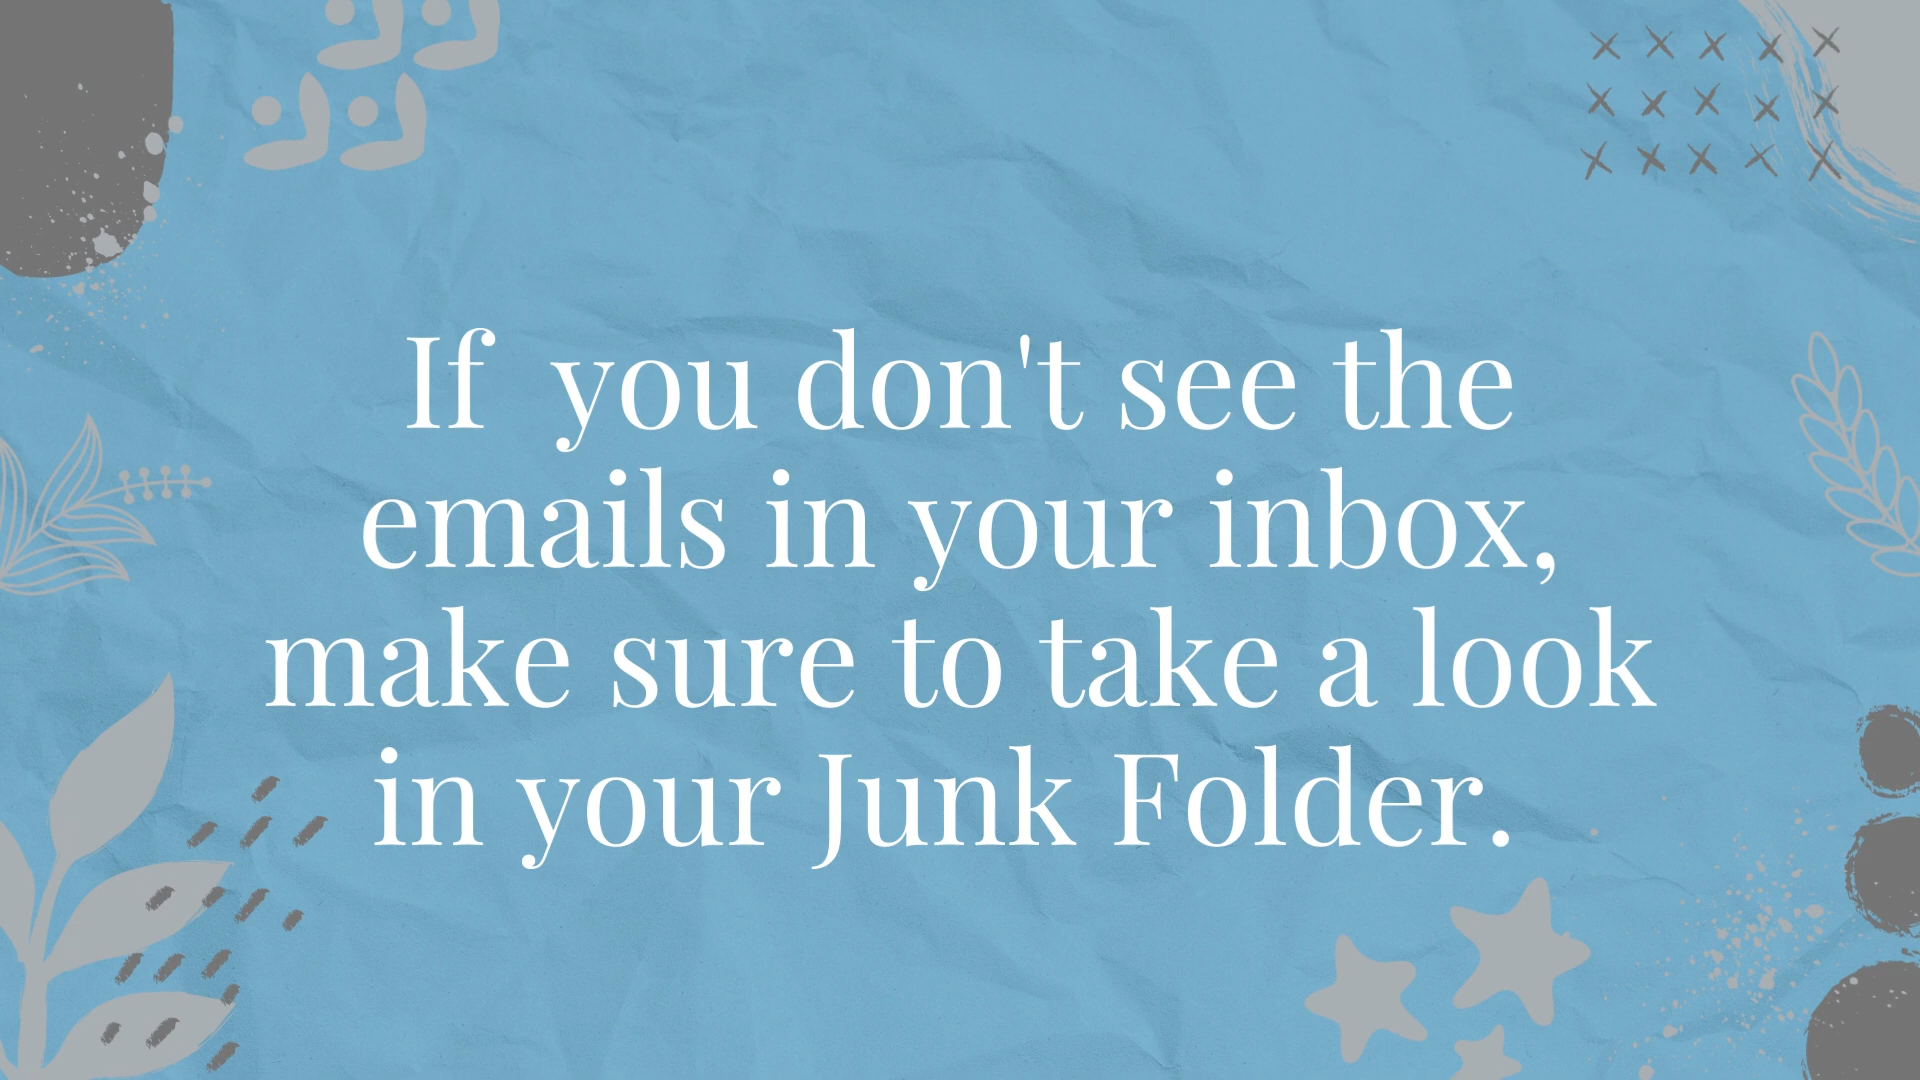 If  you don't see the
emails in your inbox,
make sure to take a look
in your Junk Folder.